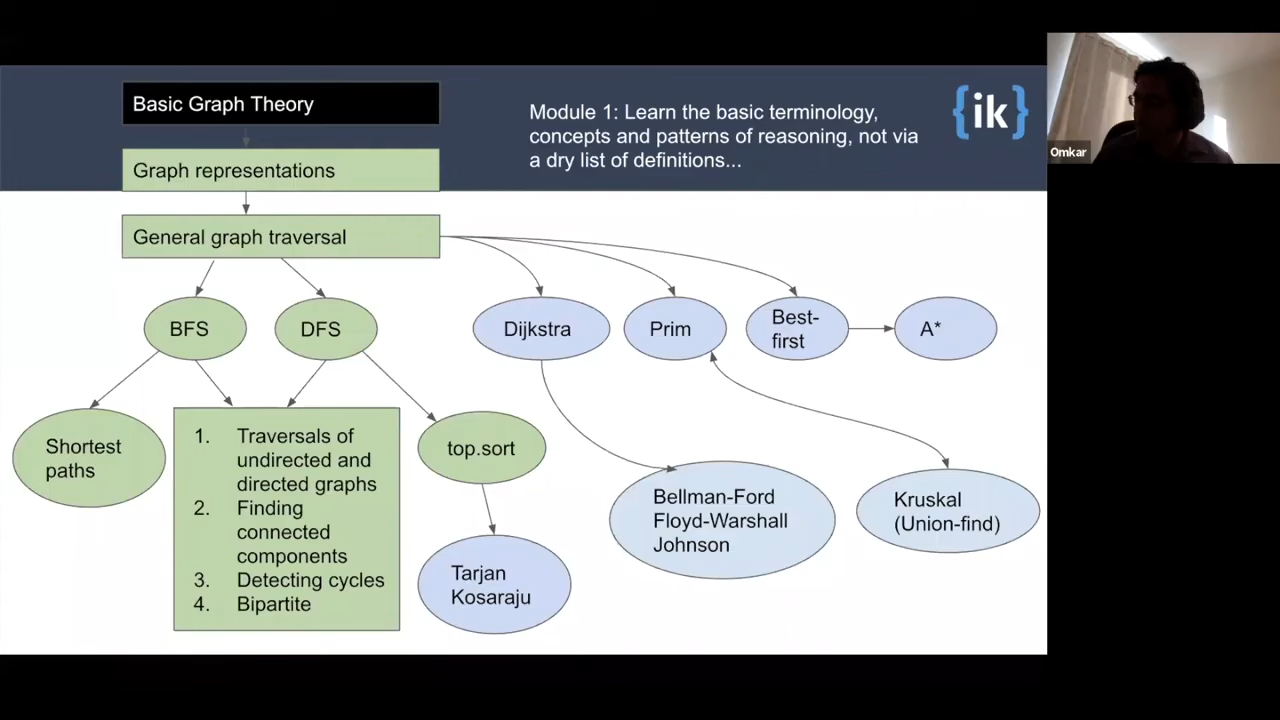 Basic Graph Theory
Module 1: Learn the basic terminology,
concepts and patterns of reasoning, not via
a dry list of definitions...
{ik}
Omkar
Graph representations
General graph traversal
BFS
DFS
Dijkstra
Prim
Best-
first
A*
Shortest
paths
1. Traversals of
undirected and
directed graphs
2. Finding
connected
components
3. Detecting cycles
4. Bipartite
top.sort
Tarjan
Kosaraju
Bellman-Ford
Floyd-Warshall
Johnson
Kruskal
(Union-find)